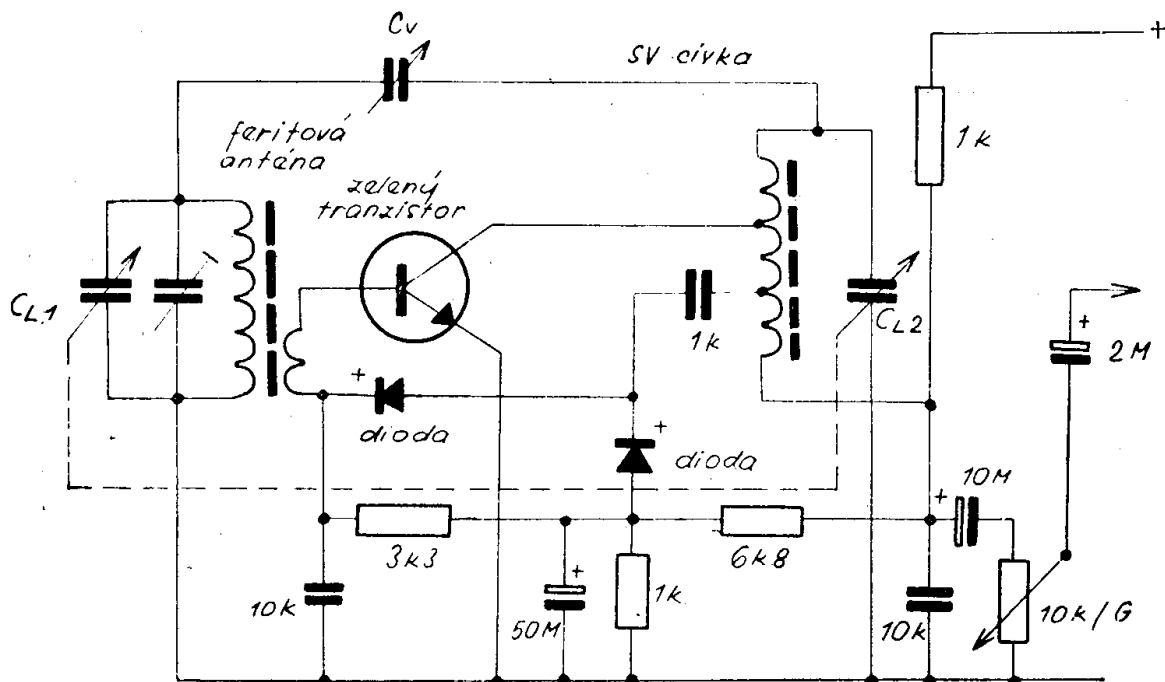 Cv
SV cívka
+
feritová
anténa
1k
zelený
tranzistor
CL1
1k
CL2
+
2M
+
dioda
+
dioda
+
10M
3k3
6k8
10k
+
50M
1k
10k
10k/G